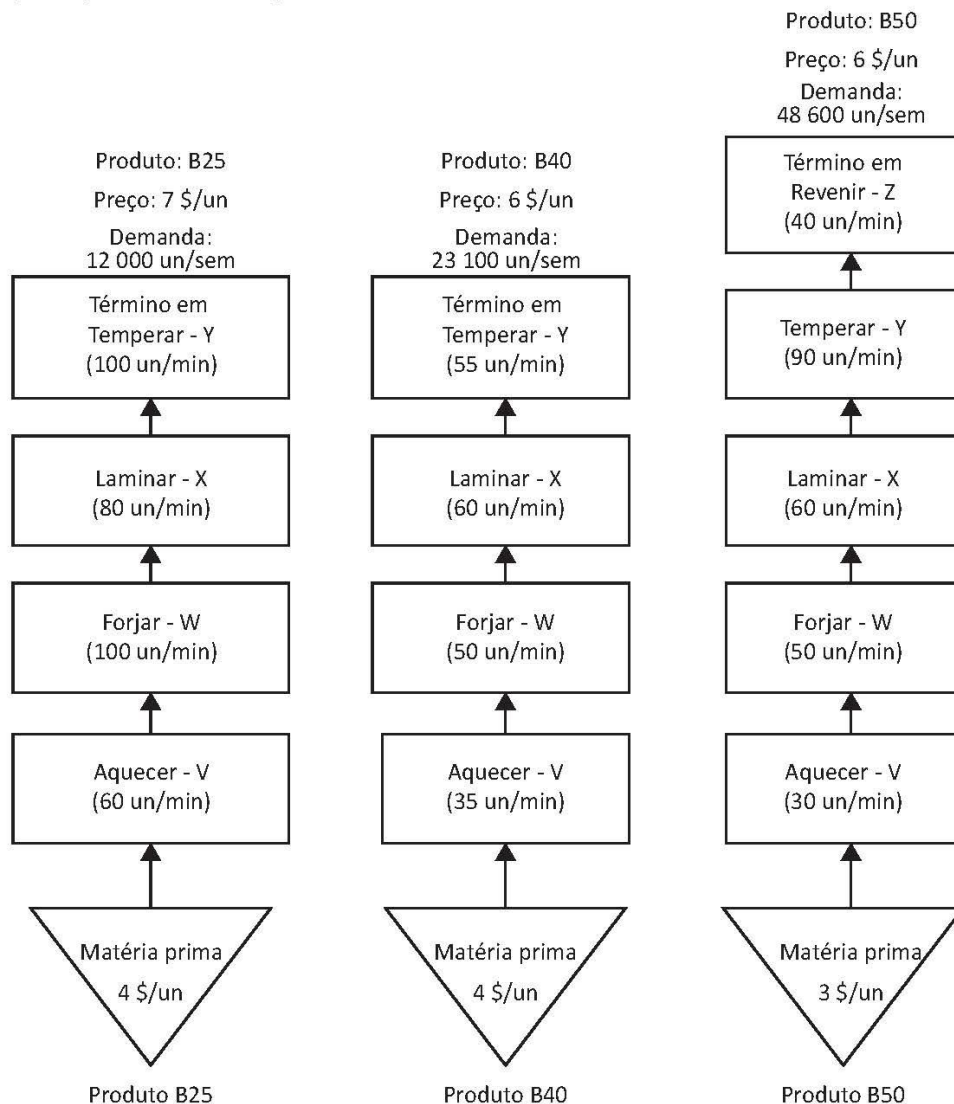 Produto: B25
Preço: 7 $/un
Demanda:
12 000 un/sem
Término em
Temperar - Y
(100 un/min)
Laminar - X
(80 un/min)
Forjar - W
(100 un/min)
Aquecer - V
(60 un/min)
Matéria prima
4 $/un
Produto B25
Produto: B40
Preço: 6 $/un
Demanda:
23 100 un/sem
Término em
Temperar - Y
(55 un/min)
Laminar - X
(60 un/min)
Forjar - W
(50 un/min)
Aquecer - V
(35 un/min)
Matéria prima
4 $/un
Produto B40
Produto: B50
Preço: 6 $/un
Demanda:
48 600 un/sem
Término em
Revenir - Z
(40 un/min)
Temperar - Y
(90 un/min)
Laminar - X
(60 un/min)
Forjar - W
(50 un/min)
Aquecer - V
(30 un/min)
Matéria prima
3 $/un
Produto B50